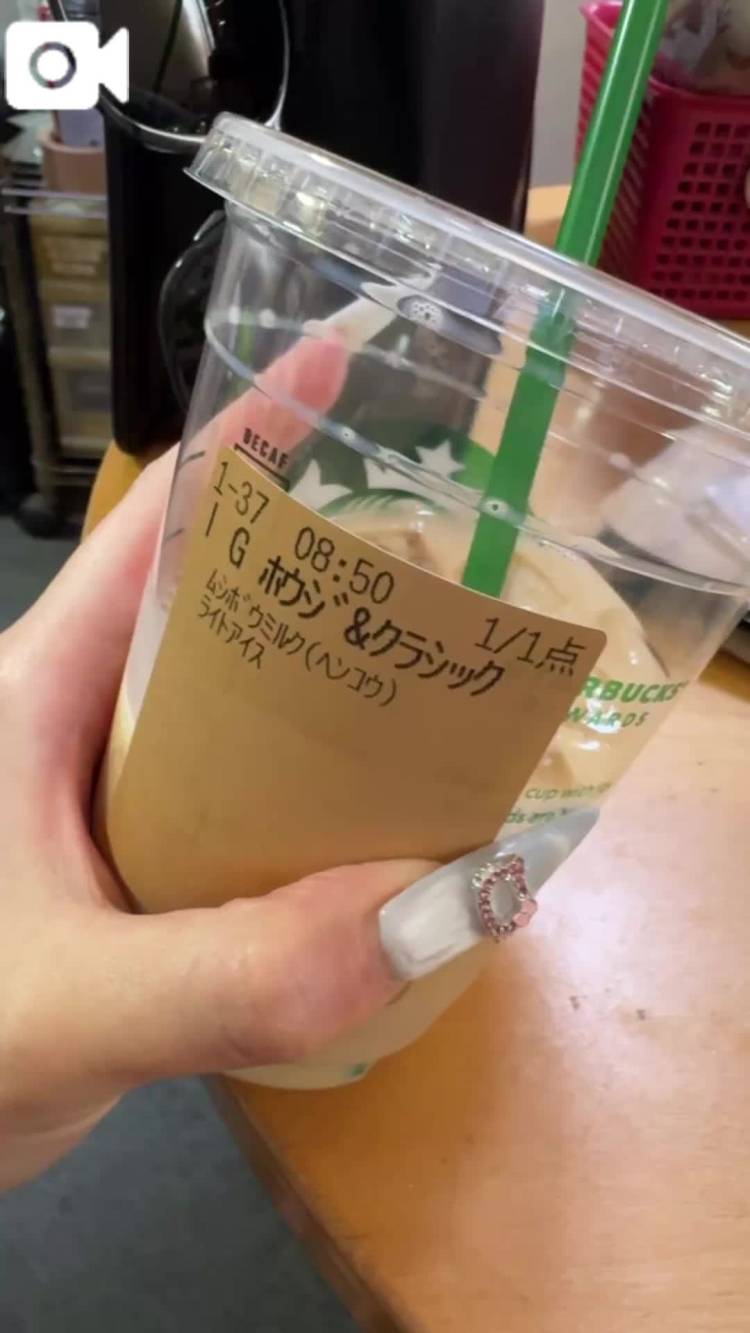 DECAF
1-37 08:50 1/1点
I G ホウジ&クラシック
ムシボウミルク(ヘンコウ)
ライトアイス
RBUCKS
WARDS
cup with
ds are